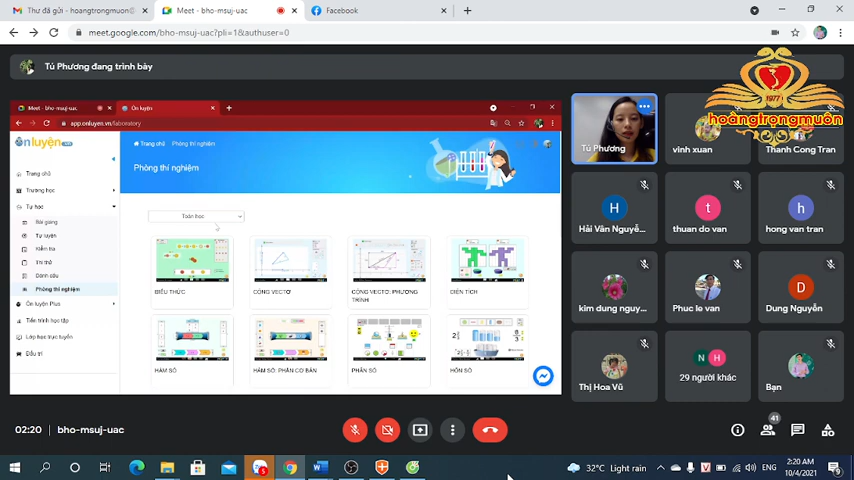 Thư đã gửi - hoangtrongmuon@
Meet - bho-msuj-uac
Facebook
meet.google.com/bho-msuj-uac?pli=1&authuser=0
Tú Phương đang trình bày
1977
hoàngtrọngmuôn
Meet - bho-msuj-uac
Ôn luyện
app.onluyen.vn/laboratory
ônluyện.vn
Trang chủ
Phòng thí nghiệm
Phòng thí nghiệm
Trang chủ
Trường học
Tự học
Bài giảng
Tự luyện
Kiểm tra
Thi thử
Đánh dấu
Phòng thí nghiệm
Ôn luyện Plus
Tiến trình học tập
Lớp học trực tuyến
Đấu trí
Toán học
BIỂU THỨC
CỘNG VECTƠ
CỘNG VECTƠ: PHƯƠNG TRÌNH
DIỆN TÍCH
HÀM SỐ
HÀM SỐ: PHẦN CƠ BẢN
PHÂN SỐ
HỖN SỐ
Tú Phương
vinh xuan
Thanh Cong Tran
H
Hải Vân Nguyễ...
t
thuan do van
h
hong van tran
kim dung nguy...
Phuc le van
D
Dung Nguyễn
Thị Hoa Vũ
N
H
29 người khác
Bạn
02:20
bho-msuj-uac
41
5
32°C Light rain
ENG
2:20 AM
10/4/2021